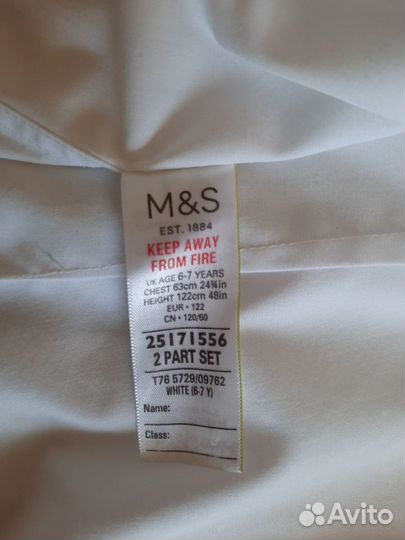 M&S
EST. 1884
KEEP AWAY
FROM FIRE
UK AGE 6-7 YEARS
CHEST 63cm 24¾in
HEIGHT 122cm 48in
EUR • 122
CN • 120/60
25171556
2 PART SET
T76 5729/09762
WHITE (6-7 Y)
Name:
Class:
Avito